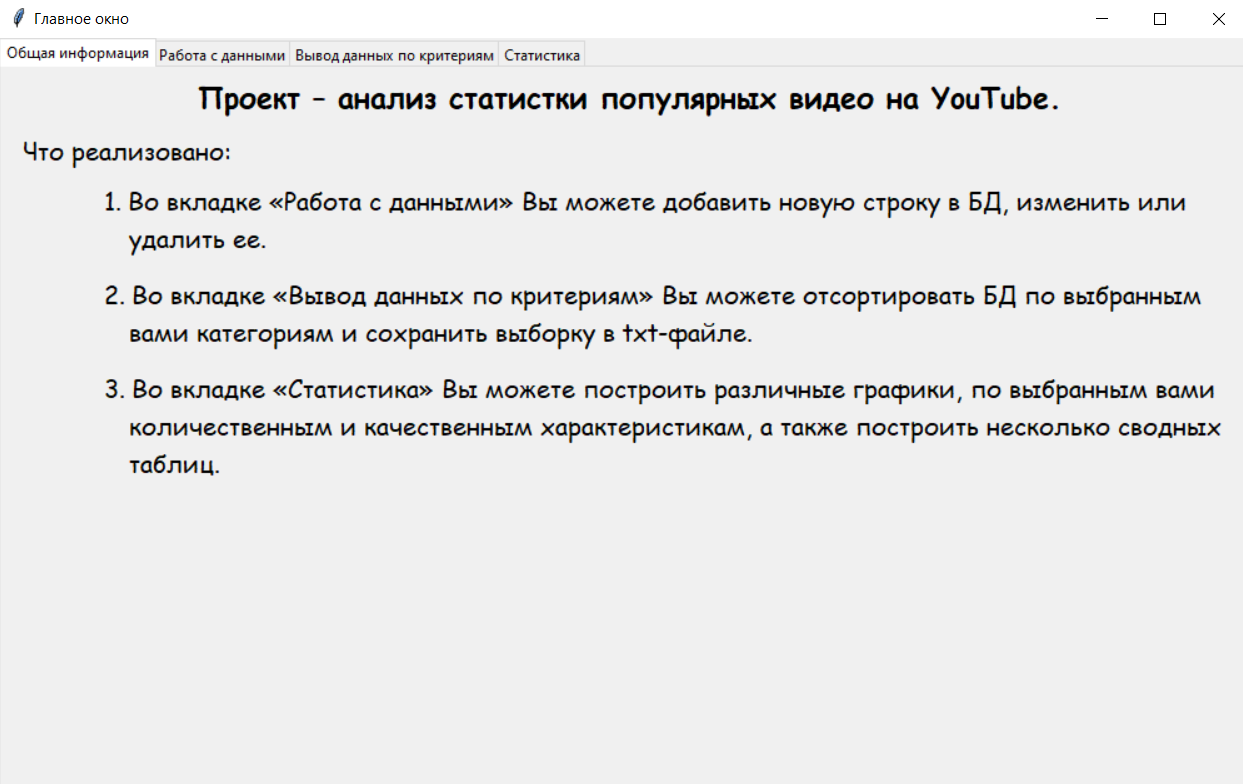 Главное окно
Общая информация Работа с данными Вывод данных по критериям Статистика
Проект – анализ статистки популярных видео на YouTube.
Что реализовано:
1. Во вкладке «Работа с данными» Вы можете добавить новую строку в БД, изменить или
удалить ее.
2. Во вкладке «Вывод данных по критериям» Вы можете отсортировать БД по выбранным
вами категориям и сохранить выборку в txt-файле.
3. Во вкладке «Статистика» Вы можете построить различные графики, по выбранным вами
количественным и качественным характеристикам, а также построить несколько сводных
таблиц.